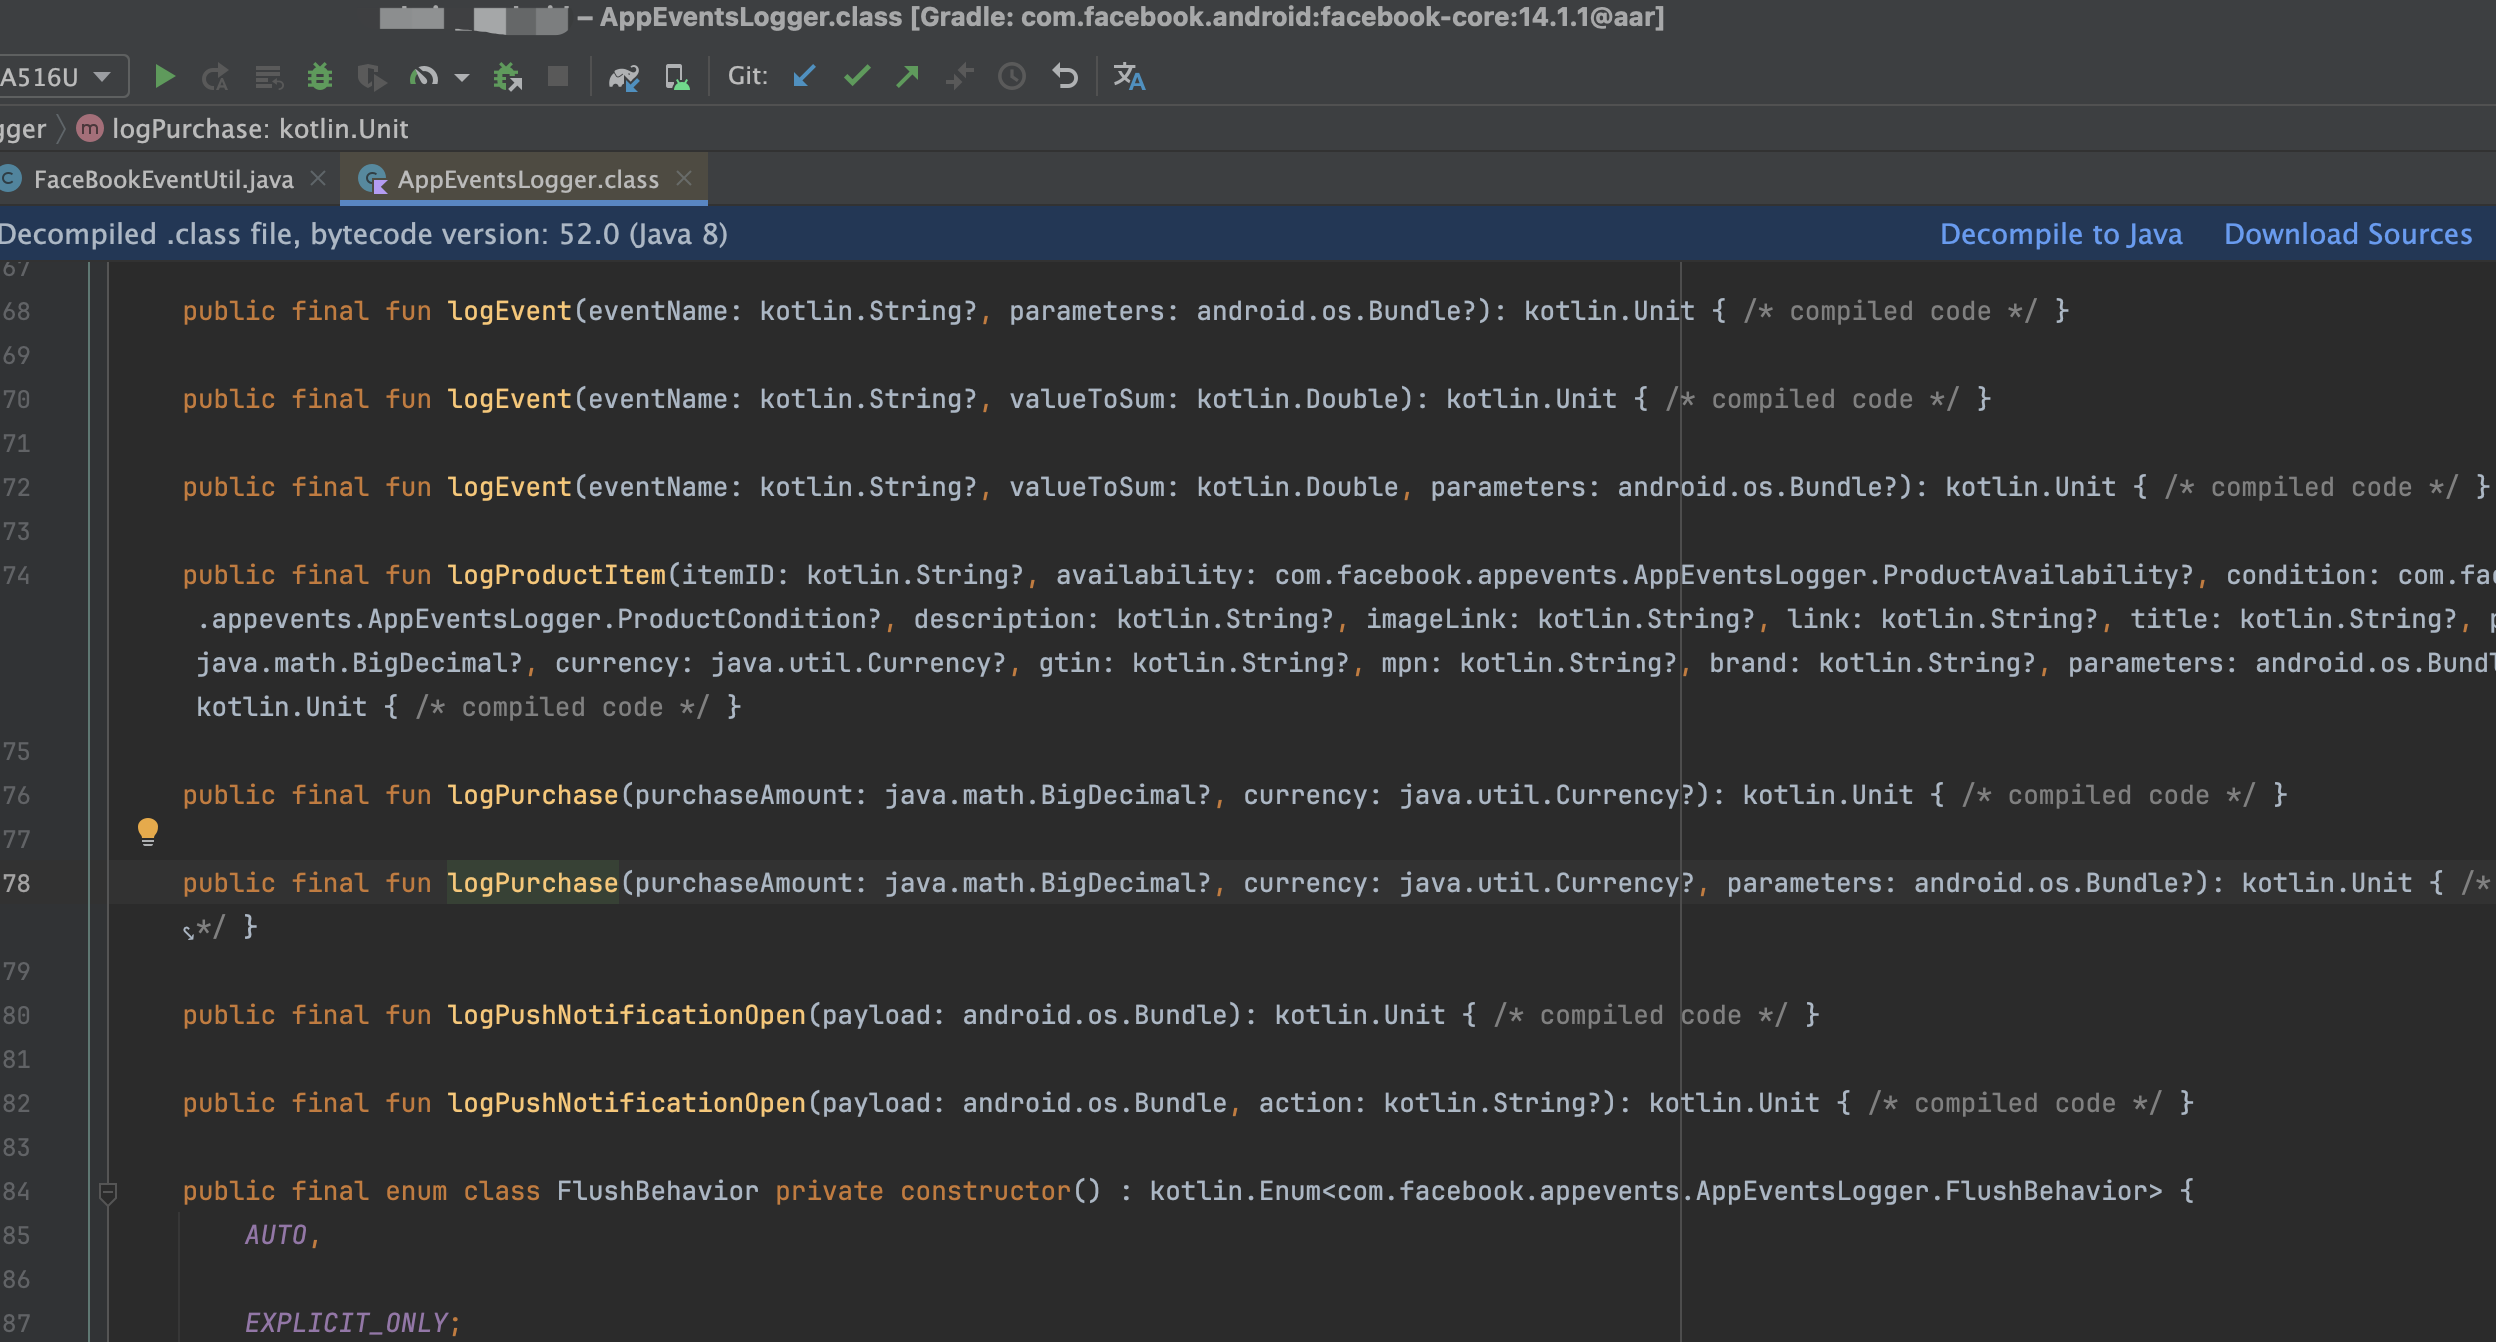 – AppEventsLogger.class [Gradle: com.facebook.android:facebook-core:14.1.1@aar]
A516U Git:
gger m logPurchase: kotlin.Unit
C FaceBookEventUtil.java AppEventsLogger.class
Decompiled .class file, bytecode version: 52.0 (Java 8) Decompile to Java Download Sources
67
68 public final fun logEvent(eventName: kotlin.String?, parameters: android.os.Bundle?): kotlin.Unit { /* compiled code */ }
69
70 public final fun logEvent(eventName: kotlin.String?, valueToSum: kotlin.Double): kotlin.Unit { /* compiled code */ }
71
72 public final fun logEvent(eventName: kotlin.String?, valueToSum: kotlin.Double, parameters: android.os.Bundle?): kotlin.Unit { /* compiled code */ }
73
74 public final fun logProductItem(itemID: kotlin.String?, availability: com.facebook.appevents.AppEventsLogger.ProductAvailability?, condition: com.fac
.appevents.AppEventsLogger.ProductCondition?, description: kotlin.String?, imageLink: kotlin.String?, link: kotlin.String?, title: kotlin.String?, p
java.math.BigDecimal?, currency: java.util.Currency?, gtin: kotlin.String?, mpn: kotlin.String?, brand: kotlin.String?, parameters: android.os.Bundl
kotlin.Unit { /* compiled code */ }
75
76 public final fun logPurchase(purchaseAmount: java.math.BigDecimal?, currency: java.util.Currency?): kotlin.Unit { /* compiled code */ }
77
78 public final fun logPurchase(purchaseAmount: java.math.BigDecimal?, currency: java.util.Currency?, parameters: android.os.Bundle?): kotlin.Unit { /*
*/ }
79
80 public final fun logPushNotificationOpen(payload: android.os.Bundle): kotlin.Unit { /* compiled code */ }
81
82 public final fun logPushNotificationOpen(payload: android.os.Bundle, action: kotlin.String?): kotlin.Unit { /* compiled code */ }
83
84 public final enum class FlushBehavior private constructor() : kotlin.Enum<com.facebook.appevents.AppEventsLogger.FlushBehavior> {
85 AUTO,
86
87 EXPLICIT_ONLY;